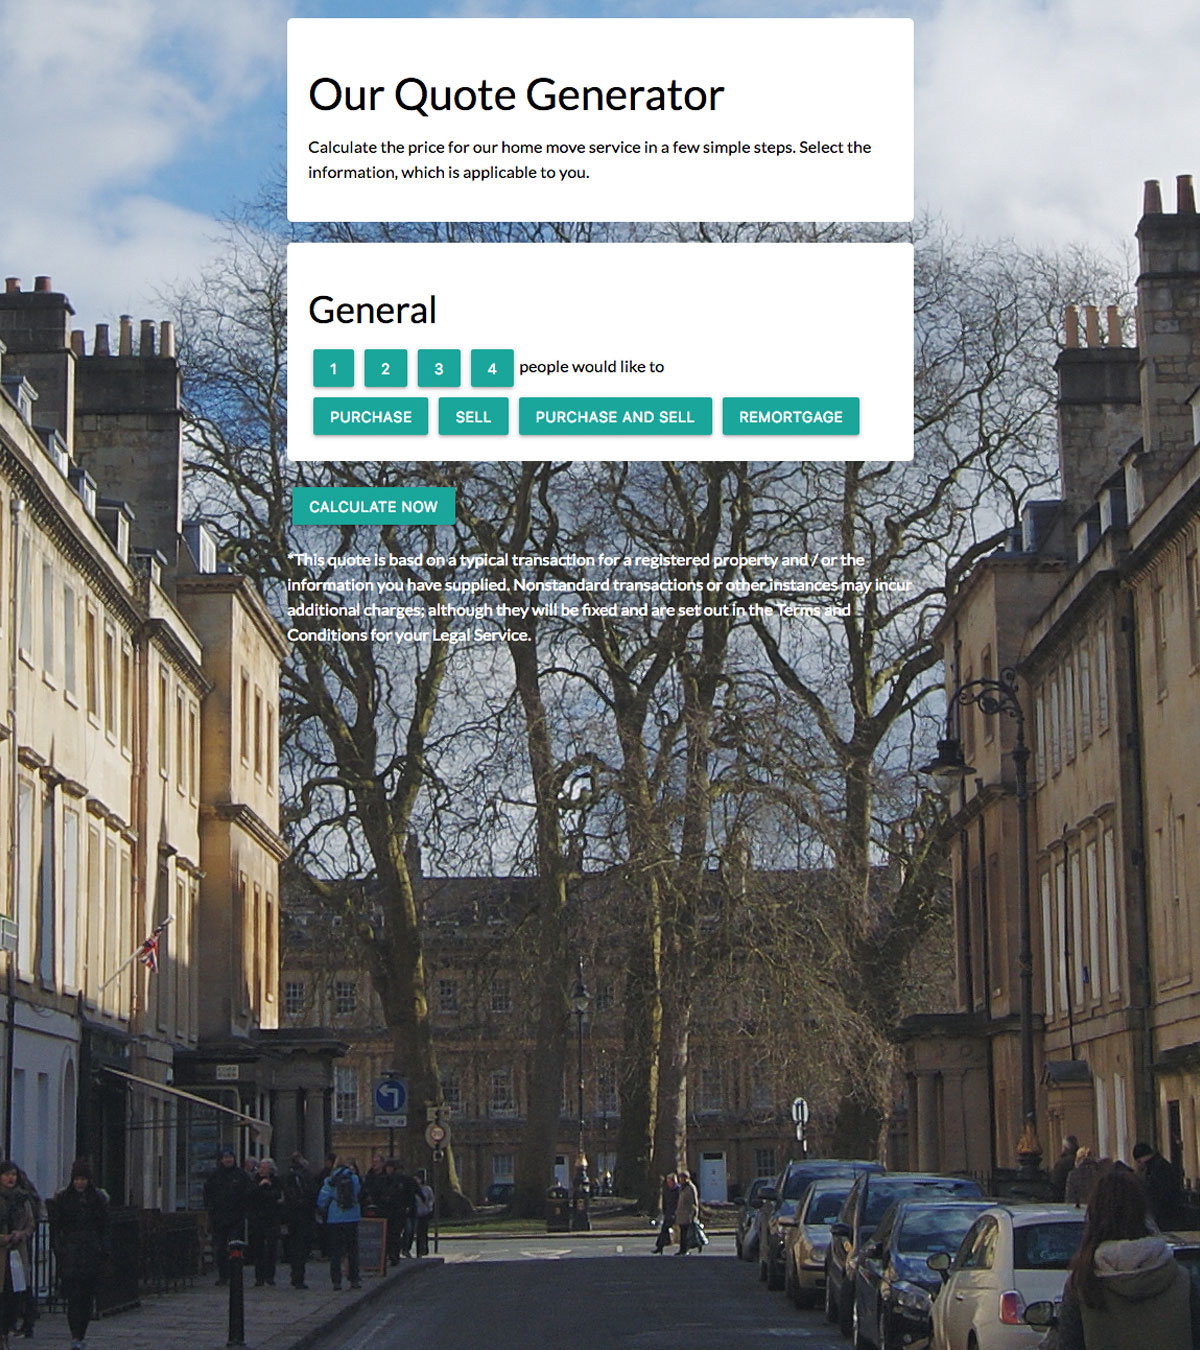 Our Quote Generator
Calculate the price for our home move service in a few simple steps. Select the
information, which is applicable to you.
General
1 2 3 4 people would like to
PURCHASE SELL PURCHASE AND SELL REMORTGAGE
CALCULATE NOW
*This quote is basd on a typical transaction for a registered property and / or the
information you have supplied. Nonstandard transactions or other instances may incur
additional charges; although they will be fixed and are set out in the Terms and
Conditions for your Legal Service.